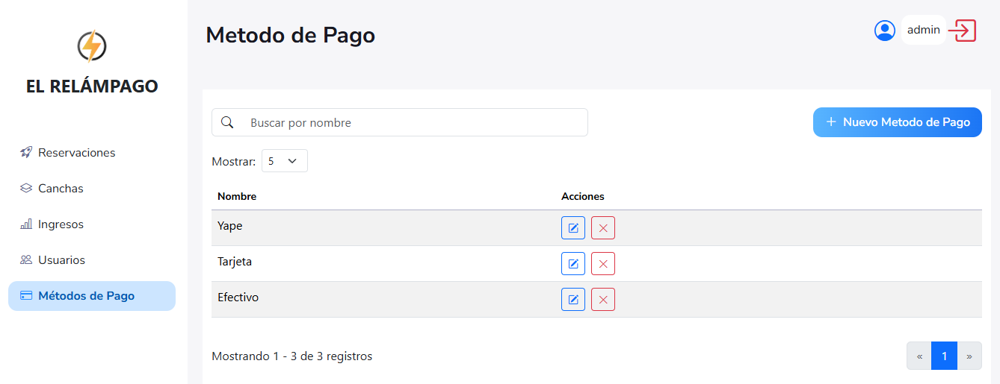 EL RELÁMPAGO
Reservaciones
Canchas
Ingresos
Usuarios
Métodos de Pago
Metodo de Pago
admin
Buscar por nombre
+ Nuevo Metodo de Pago
Mostrar: 5
Nombre Acciones
Yape
Tarjeta
Efectivo
Mostrando 1 - 3 de 3 registros
« 1 »